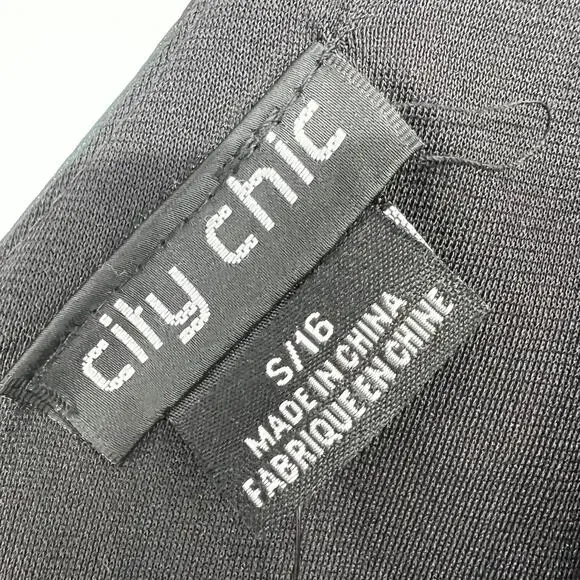 city chic
S/16
MADE IN CHINA
FABRIQUE EN CHINE